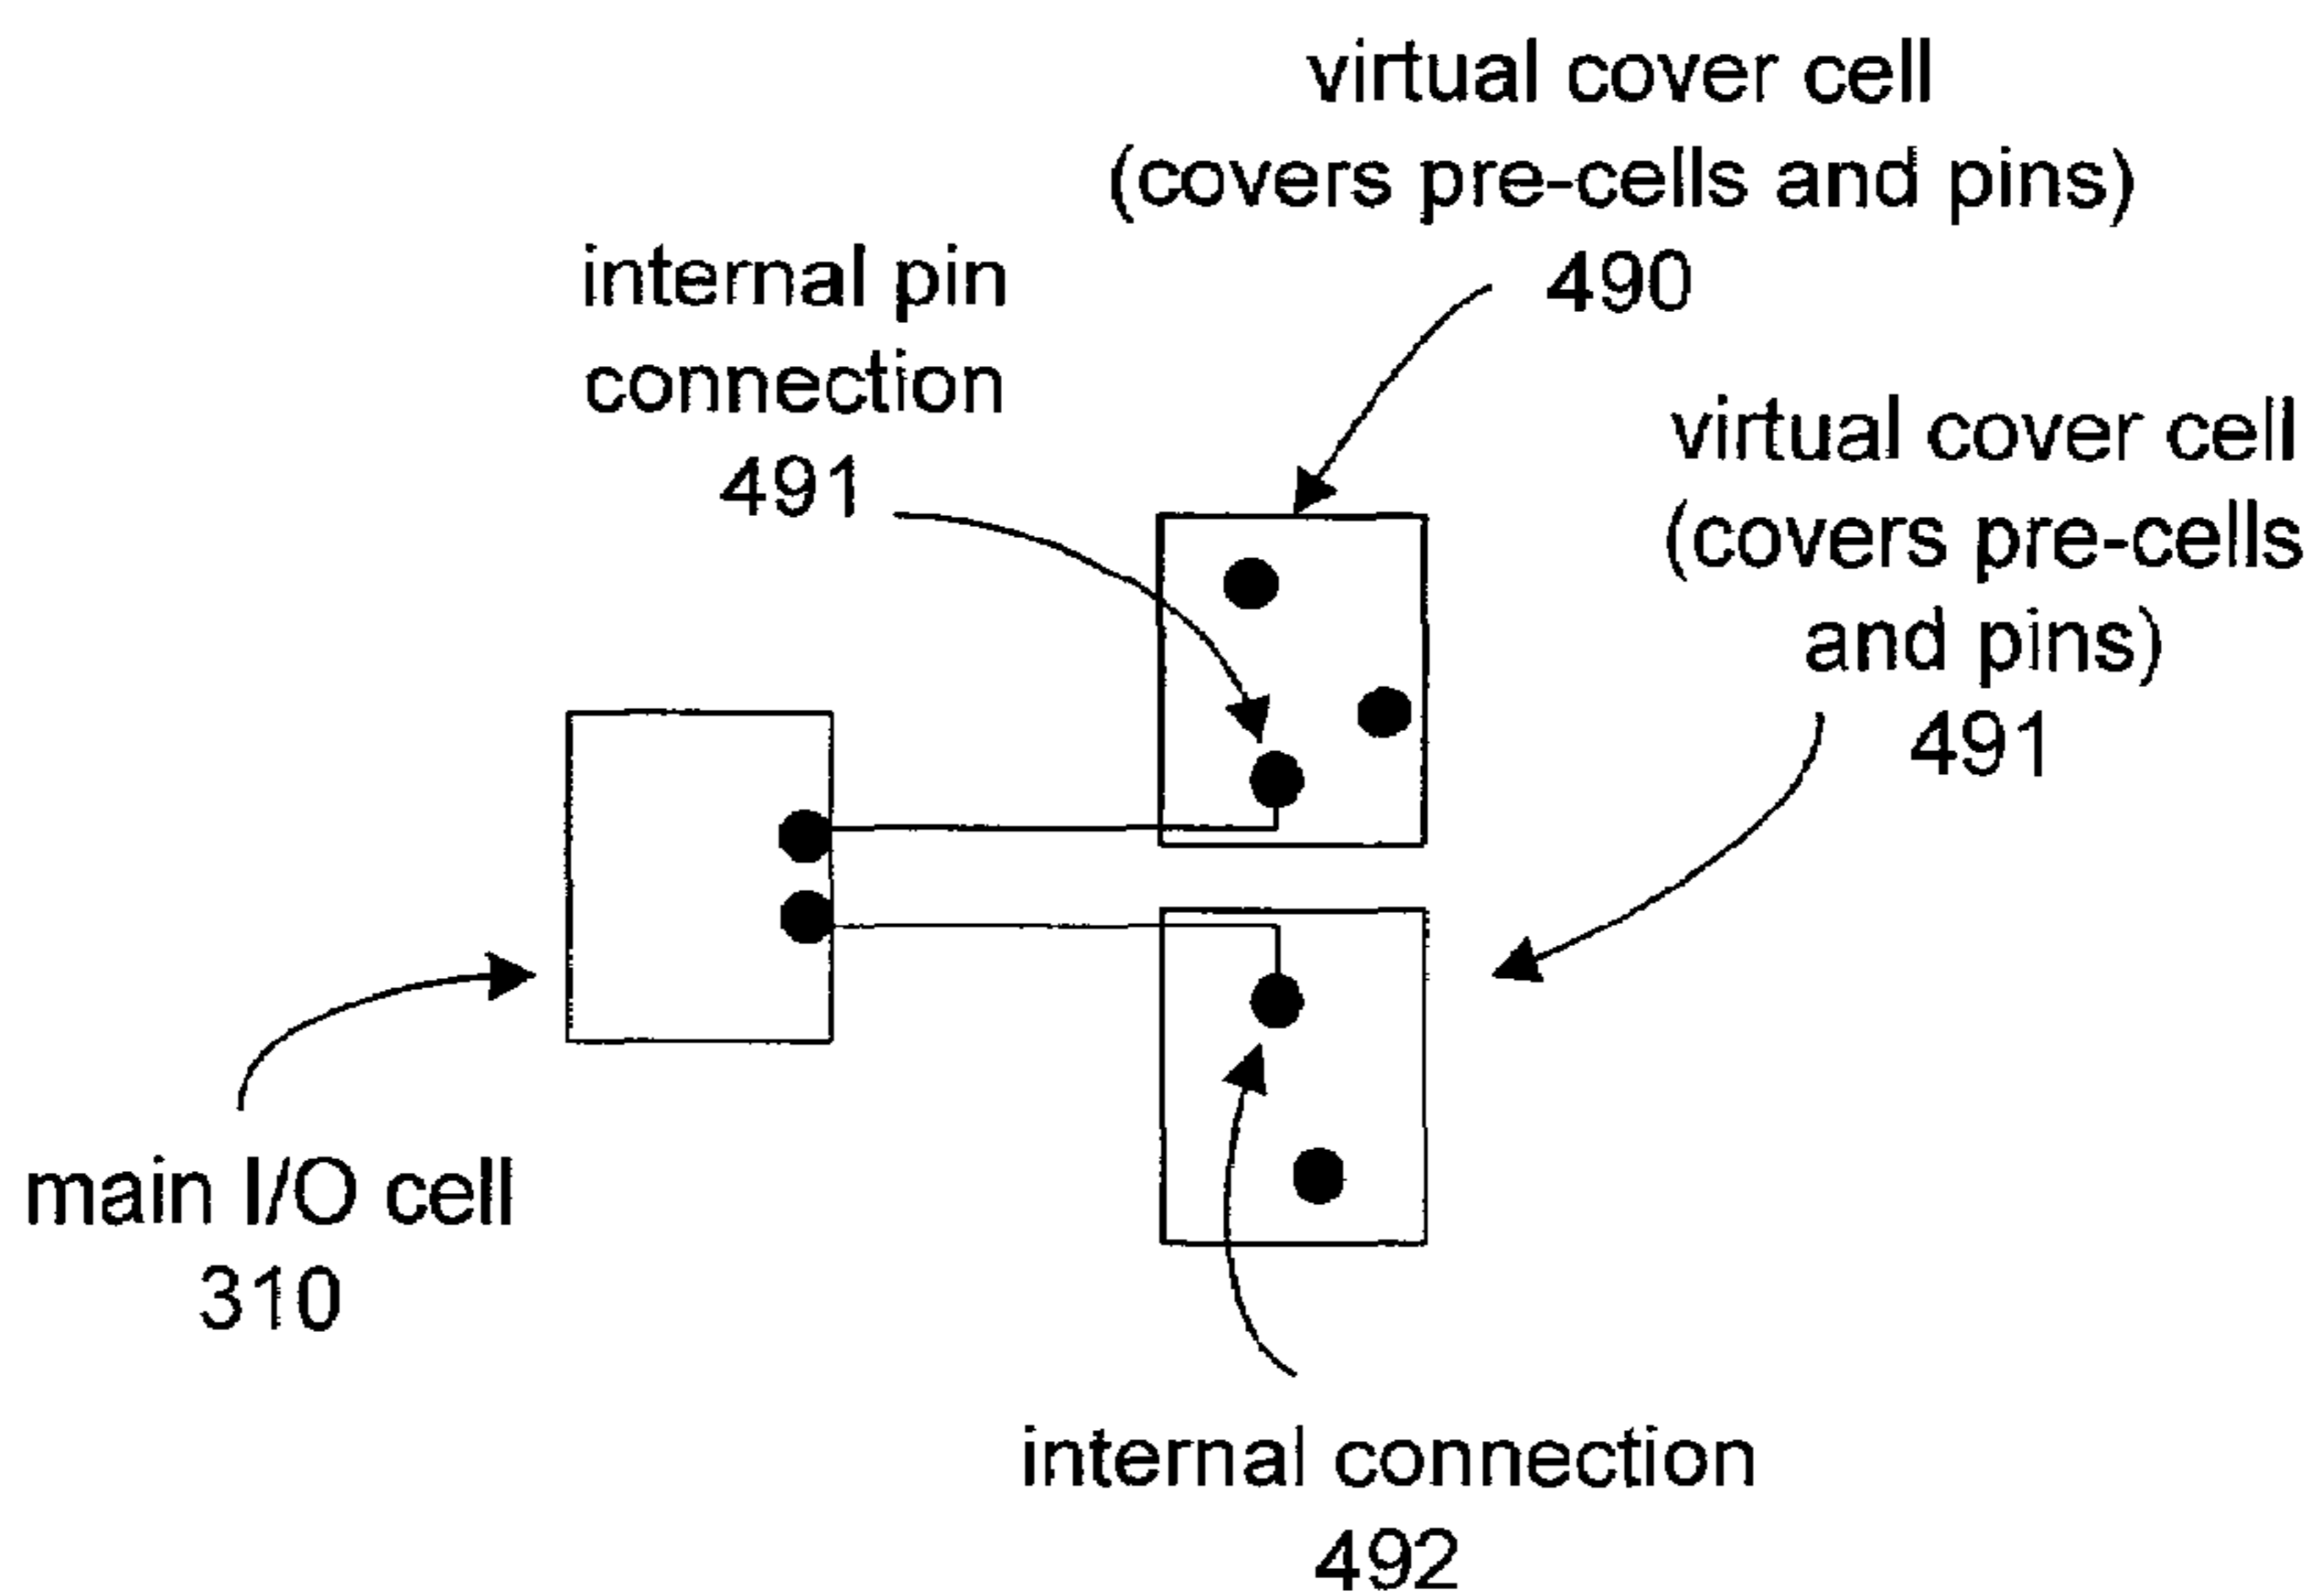 virtual cover cell
(covers pre-cells and pins)
490
internal pin
connection
491
virtual cover cell
(covers pre-cells
and pins)
491
main I/O cell
310
internal connection
492